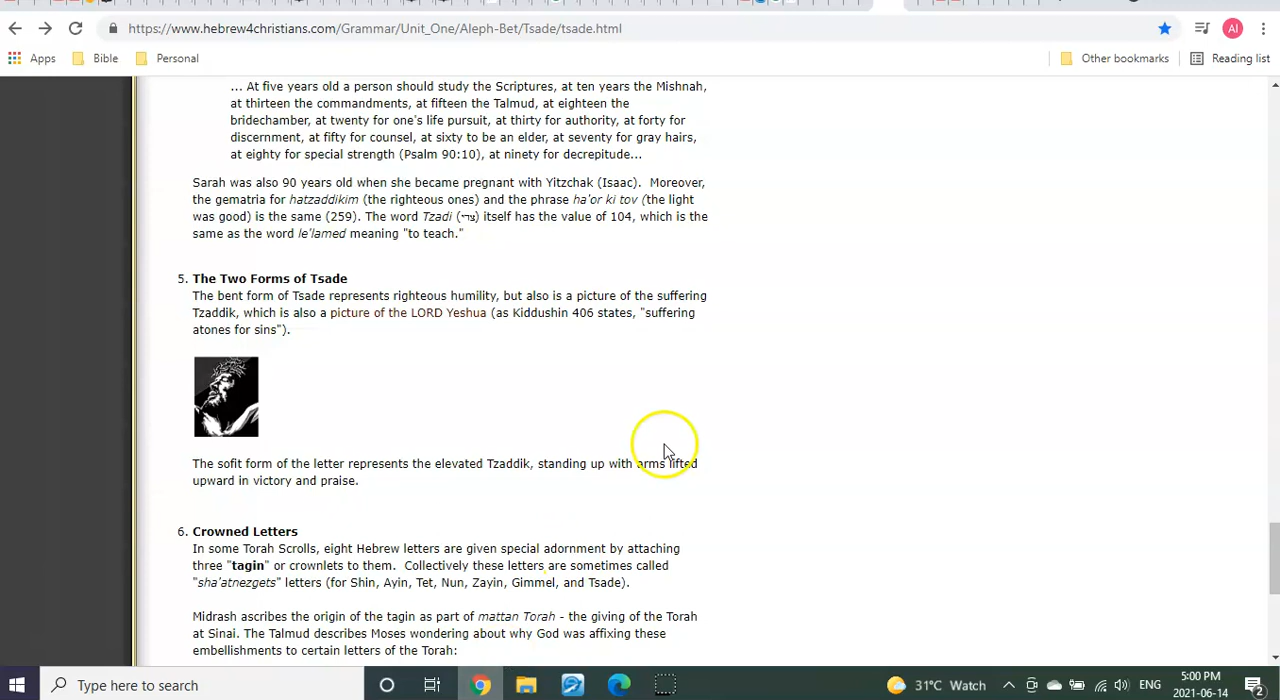 https://www.hebrew4christians.com/Grammar/Unit_One/Aleph-Bet/Tsade/tsade.html
AI
Apps Bible Personal Other bookmarks Reading list
... At five years old a person should study the Scriptures, at ten years the Mishnah,
at thirteen the commandments, at fifteen the Talmud, at eighteen the
bridechamber, at twenty for one's life pursuit, at thirty for authority, at forty for
discernment, at fifty for counsel, at sixty to be an elder, at seventy for gray hairs,
at eighty for special strength (Psalm 90:10), at ninety for decrepitude...
Sarah was also 90 years old when she became pregnant with Yitzchak (Isaac). Moreover,
the gematria for hatzaddikim (the righteous ones) and the phrase ha'or ki tov (the light
was good) is the same (259). The word Tzadi (צדי) itself has the value of 104, which is the
same as the word le'lamed meaning "to teach."
5. The Two Forms of Tsade
The bent form of Tsade represents righteous humility, but also is a picture of the suffering
Tzaddik, which is also a picture of the LORD Yeshua (as Kiddushin 406 states, "suffering
atones for sins").
The sofit form of the letter represents the elevated Tzaddik, standing up with arms lifted
upward in victory and praise.
6. Crowned Letters
In some Torah Scrolls, eight Hebrew letters are given special adornment by attaching
three "tagin" or crownlets to them. Collectively these letters are sometimes called
"sha'atnezgets" letters (for Shin, Ayin, Tet, Nun, Zayin, Gimmel, and Tsade).
Midrash ascribes the origin of the tagin as part of mattan Torah - the giving of the Torah
at Sinai. The Talmud describes Moses wondering about why God was affixing these
embellishments to certain letters of the Torah:
Type here to search
31°C Watch
ENG
5:00 PM
2021-06-14
2